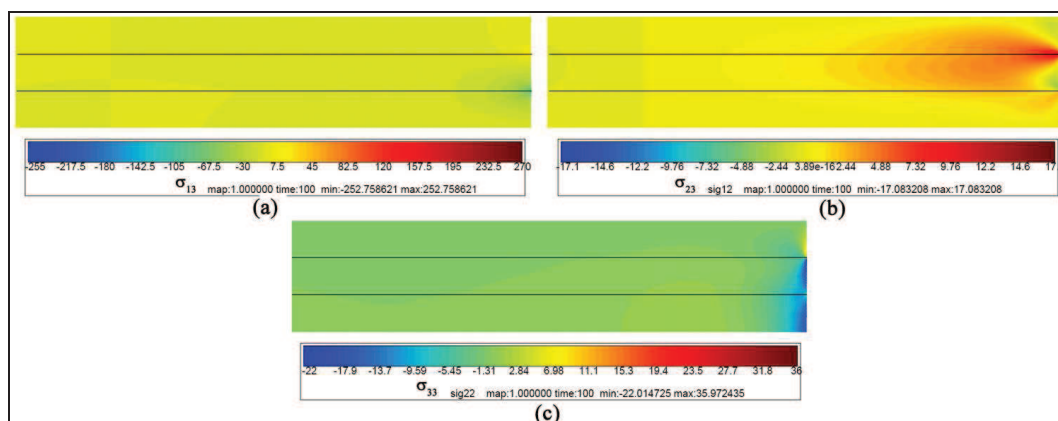 -255 -217.5 -180 -142.5 -105 -67.5 -30 7.5 45 82.5 120 157.5 195 232.5 270
σ13 map:1.000000 time:100 min:-252.758621 max:252.758621
(a)
-17.1 -14.6 -12.2 -9.76 -7.32 -4.88 -2.44 3.89e-162.44 4.88 7.32 9.76 12.2 14.6 17
σ23 sig12 map:1.000000 time:100 min:-17.083208 max:17.083208
(b)
-22 -17.9 -13.7 -9.59 -5.45 -1.31 2.84 6.98 11.1 15.3 19.4 23.5 27.7 31.8 36
σ33 sig22 map:1.000000 time:100 min:-22.014725 max:35.972435
(c)